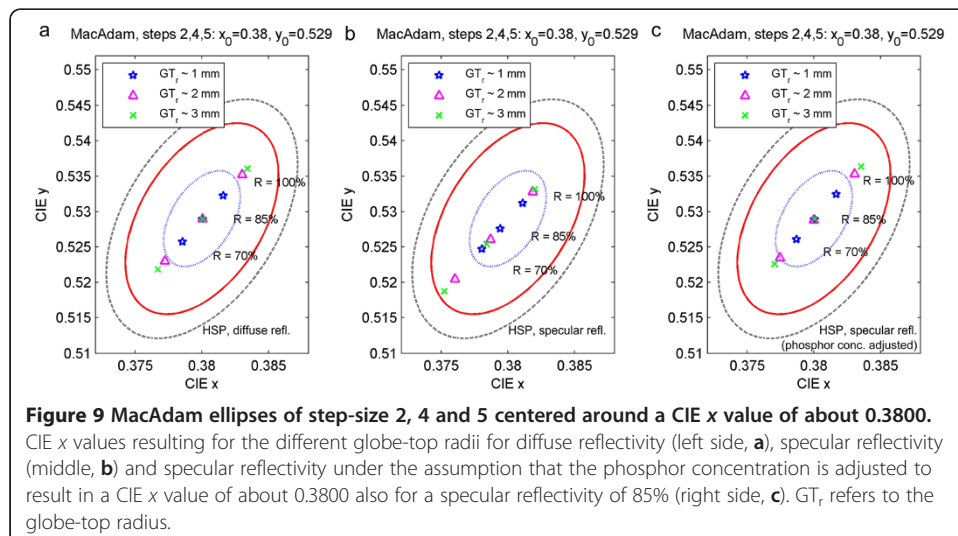 a
MacAdam, steps 2,4,5: x0=0.38, y0=0.529
GTr ~ 1 mm
GTr ~ 2 mm
GTr ~ 3 mm
R = 100%
R = 85%
R = 70%
HSP, diffuse refl.
0.55
0.545
0.54
0.535
0.53
0.525
0.52
0.515
0.51
CIE y
0.375 0.38 0.385
CIE x
b
MacAdam, steps 2,4,5: x0=0.38, y0=0.529
GTr ~ 1 mm
GTr ~ 2 mm
GTr ~ 3 mm
R = 100%
R = 85%
R = 70%
HSP, specular refl.
0.55
0.545
0.54
0.535
0.53
0.525
0.52
0.515
0.51
CIE y
0.375 0.38 0.385
CIE x
c
MacAdam, steps 2,4,5: x0=0.38, y0=0.529
GTr ~ 1 mm
GTr ~ 2 mm
GTr ~ 3 mm
R = 100%
R = 85%
R = 70%
HSP, specular refl.
(phosphor conc. adjusted)
0.55
0.545
0.54
0.535
0.53
0.525
0.52
0.515
0.51
CIE y
0.375 0.38 0.385
CIE x
Figure 9 MacAdam ellipses of step-size 2, 4 and 5 centered around a CIE x value of about 0.3800.
CIE x values resulting for the different globe-top radii for diffuse reflectivity (left side, a), specular reflectivity
(middle, b) and specular reflectivity under the assumption that the phosphor concentration is adjusted to
result in a CIE x value of about 0.3800 also for a specular reflectivity of 85% (right side, c). GTr refers to the
globe-top radius.